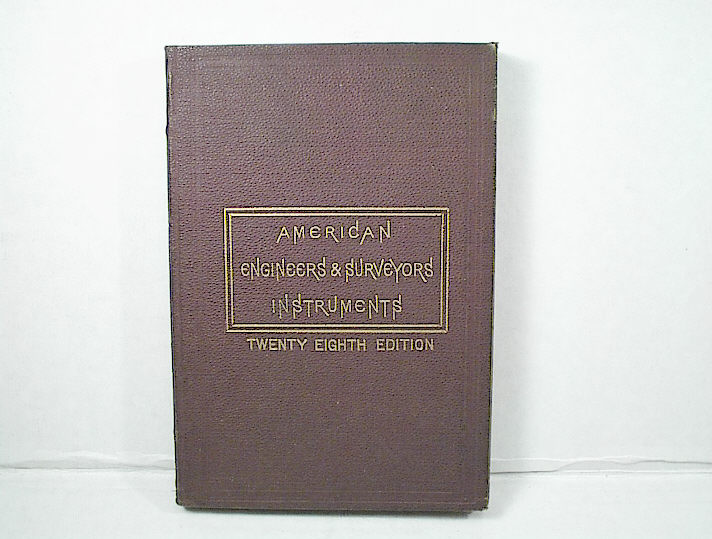 AMERICAN
ENGINEERS & SURVEYORS
INSTRUMENTS
TWENTY EIGHTH EDITION